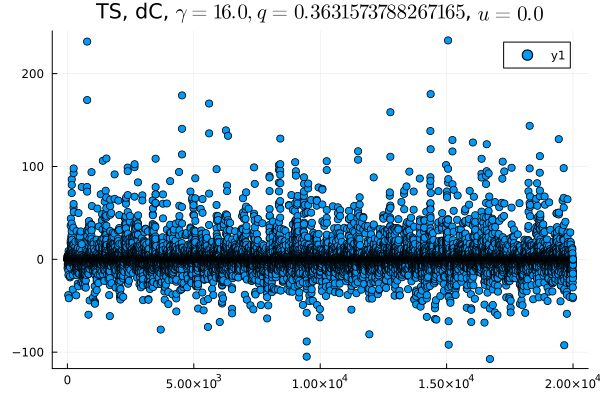 TS, dC, γ = 16.0, q = 0.3631573788267165, u = 0.0
y1
200
100
0
−100
0 5.00×10³ 1.00×10⁴ 1.50×10⁴ 2.00×10⁴